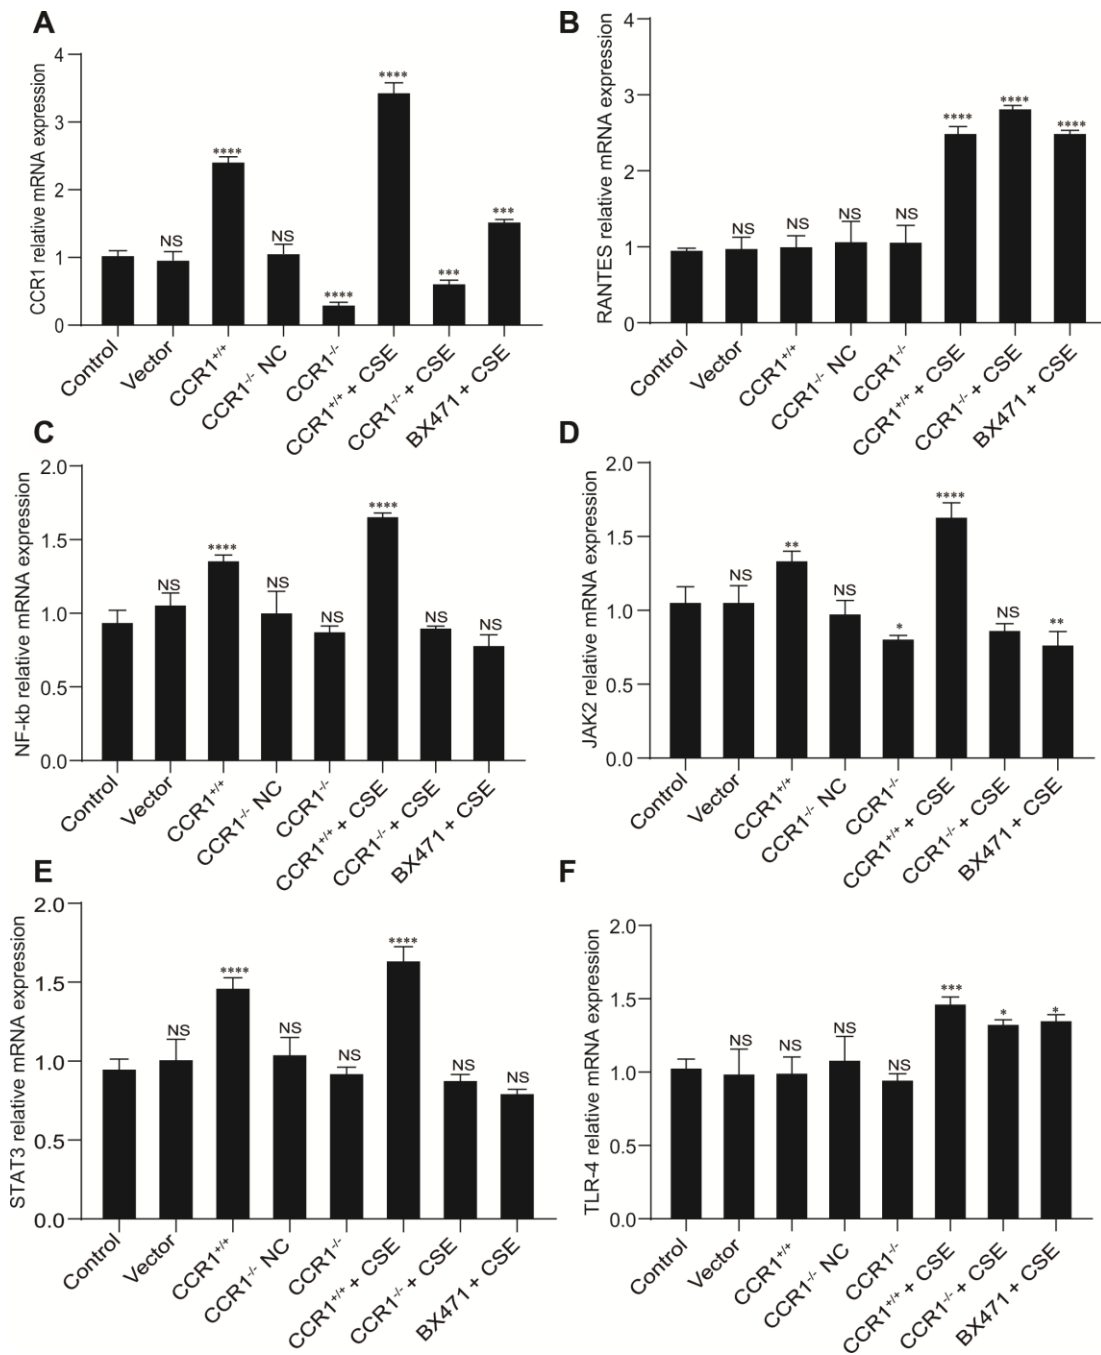 A
CCR1 relative mRNA expression
4
3
2
1
0
NS
****
NS
****
****
***
***
Control
Vector
CCR1+/+
CCR1-/- NC
CCR1-/-
CCR1+/+ + CSE
CCR1-/- + CSE
BX471 + CSE
B
RANTES relative mRNA expression
4
3
2
1
0
NS
NS
NS
NS
****
****
****
Control
Vector
CCR1+/+
CCR1-/- NC
CCR1-/-
CCR1+/+ + CSE
CCR1-/- + CSE
BX471 + CSE
C
NF-kb relative mRNA expression
2.0
1.5
1.0
0.5
0.0
NS
****
NS
NS
****
NS
NS
Control
Vector
CCR1+/+
CCR1-/- NC
CCR1-/-
CCR1+/+ + CSE
CCR1-/- + CSE
BX471 + CSE
D
JAK2 relative mRNA expression
2.0
1.5
1.0
0.5
0.0
NS
**
NS
*
****
NS
**
Control
Vector
CCR1+/+
CCR1-/- NC
CCR1-/-
CCR1+/+ + CSE
CCR1-/- + CSE
BX471 + CSE
E
STAT3 relative mRNA expression
2.0
1.5
1.0
0.5
0.0
NS
****
NS
NS
****
NS
NS
Control
Vector
CCR1+/+
CCR1-/- NC
CCR1-/-
CCR1+/+ + CSE
CCR1-/- + CSE
BX471 + CSE
F
TLR-4 relative mRNA expression
2.0
1.5
1.0
0.5
0.0
NS
NS
NS
NS
***
*
*
Control
Vector
CCR1+/+
CCR1-/- NC
CCR1-/-
CCR1+/+ + CSE
CCR1-/- + CSE
BX471 + CSE